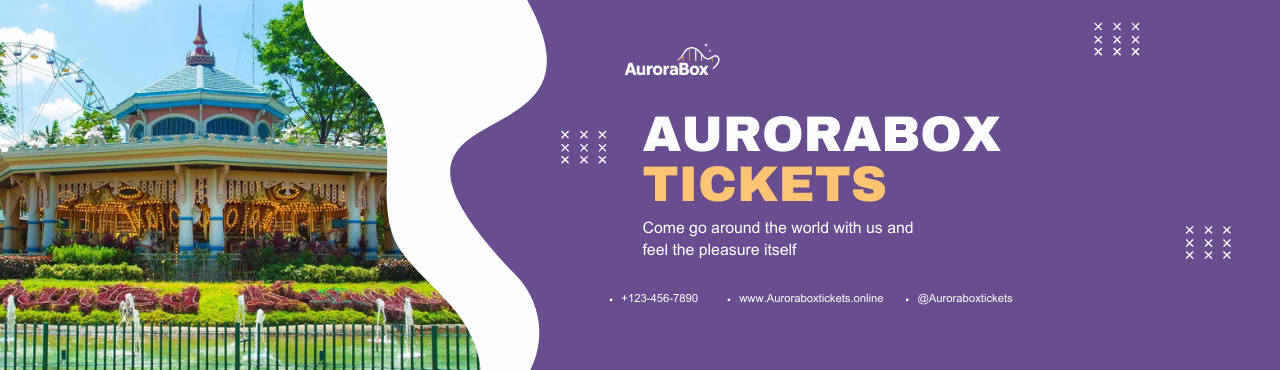 AuroraBox
AURORABOX
TICKETS
Come go around the world with us and
feel the pleasure itself
• +123-456-7890 • www.Auroraboxtickets.online • @Auroraboxtickets